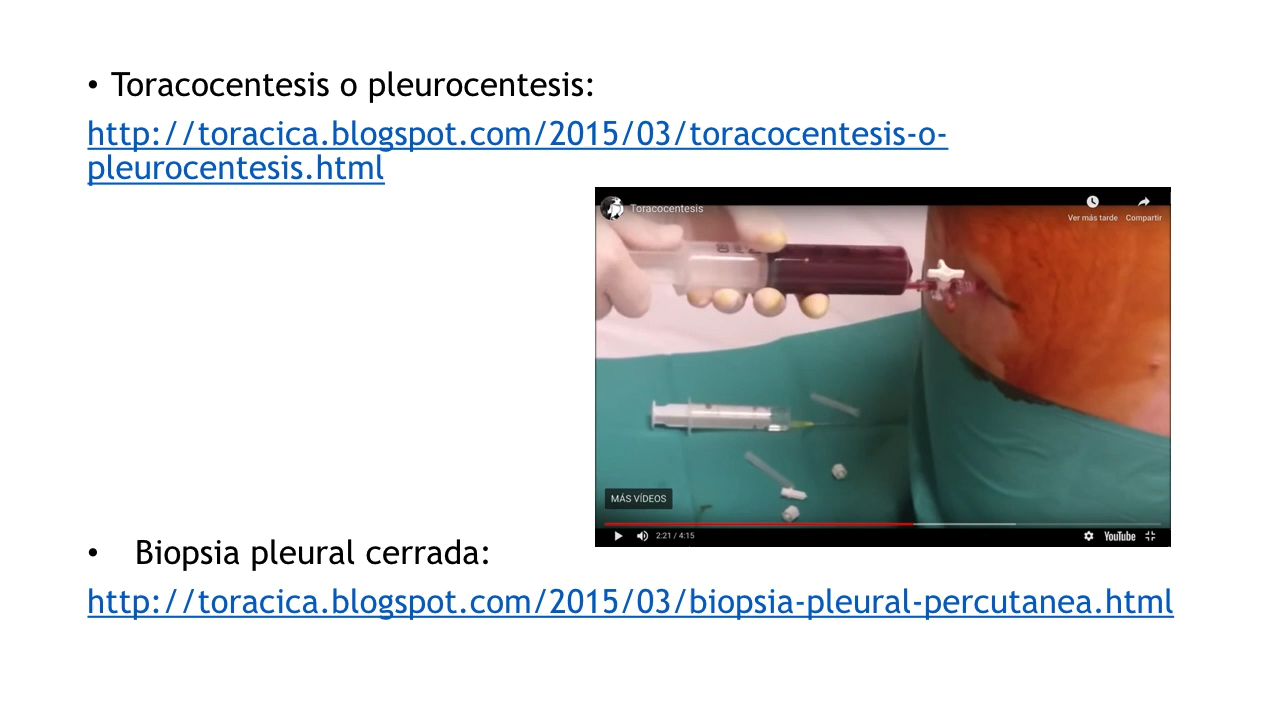 • Toracocentesis o pleurocentesis:
http://toracica.blogspot.com/2015/03/toracocentesis-o-
pleurocentesis.html
Toracocentesis
Ver más tarde
Compartir
MÁS VÍDEOS
2:21 / 4:15
YouTube
• Biopsia pleural cerrada:
http://toracica.blogspot.com/2015/03/biopsia-pleural-percutanea.html